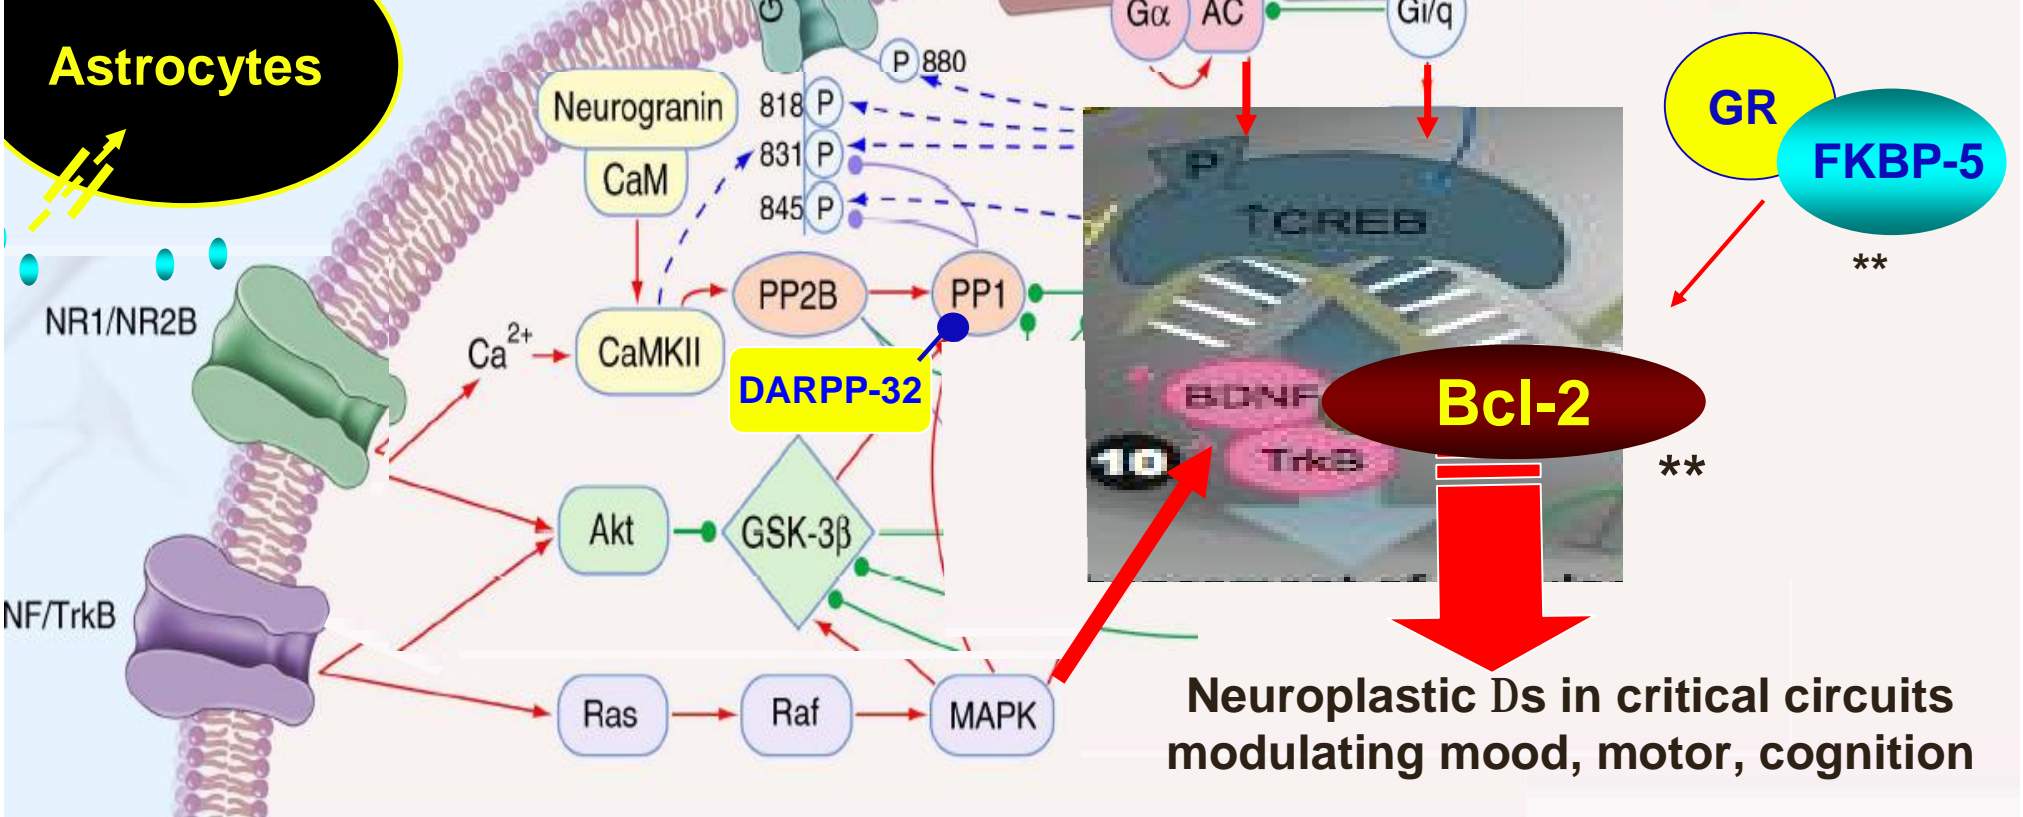 Astrocytes
G
Gα
AC
Gi/q
P 880
818 P
831 P
845 P
Neurogranin
CaM
GR
FKBP-5
**
P
↑CREB
NR1/NR2B
Ca2+
CaMKII
PP2B
PP1
DARPP-32
BDNF
Bcl-2
TrkB
10
**
Akt
GSK-3β
NF/TrkB
Ras
Raf
MAPK
Neuroplastic Ds in critical circuits
modulating mood, motor, cognition